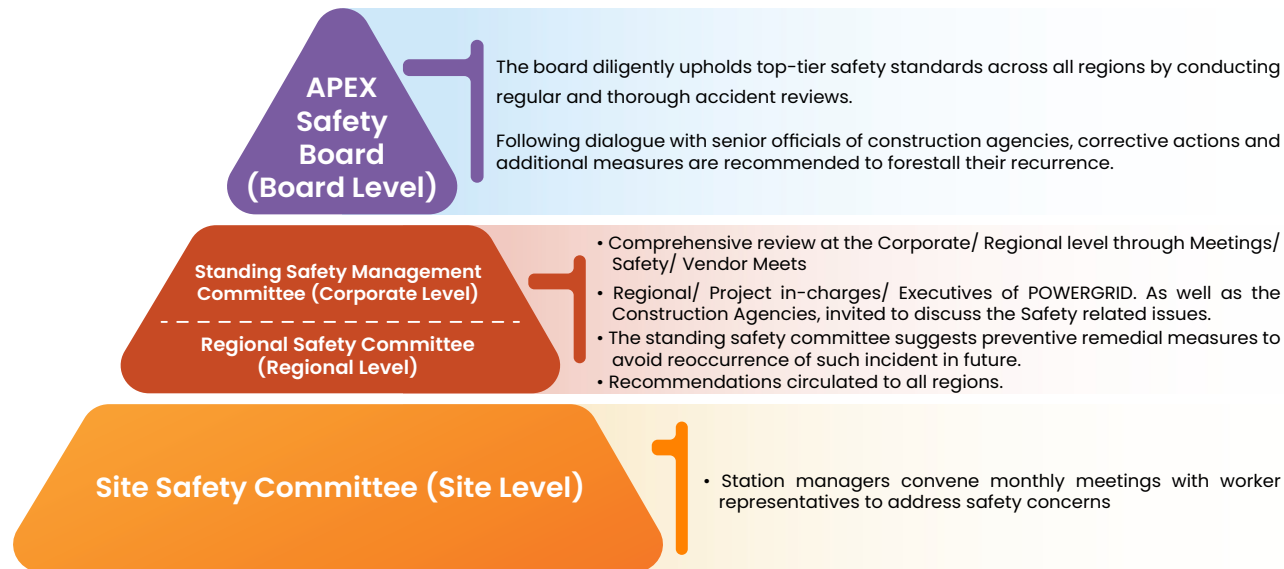 APEX
Safety
Board
(Board Level)
The board diligently upholds top-tier safety standards across all regions by conducting
regular and thorough accident reviews.
Following dialogue with senior officials of construction agencies, corrective actions and
additional measures are recommended to forestall their recurrence.
Standing Safety Management
Committee (Corporate Level)
Regional Safety Committee
(Regional Level)
• Comprehensive review at the Corporate/ Regional level through Meetings/
Safety/ Vendor Meets
• Regional/ Project in-charges/ Executives of POWERGRID. As well as the
Construction Agencies, invited to discuss the Safety related issues.
• The standing safety committee suggests preventive remedial measures to
avoid reoccurrence of such incident in future.
• Recommendations circulated to all regions.
Site Safety Committee (Site Level)
• Station managers convene monthly meetings with worker
representatives to address safety concerns